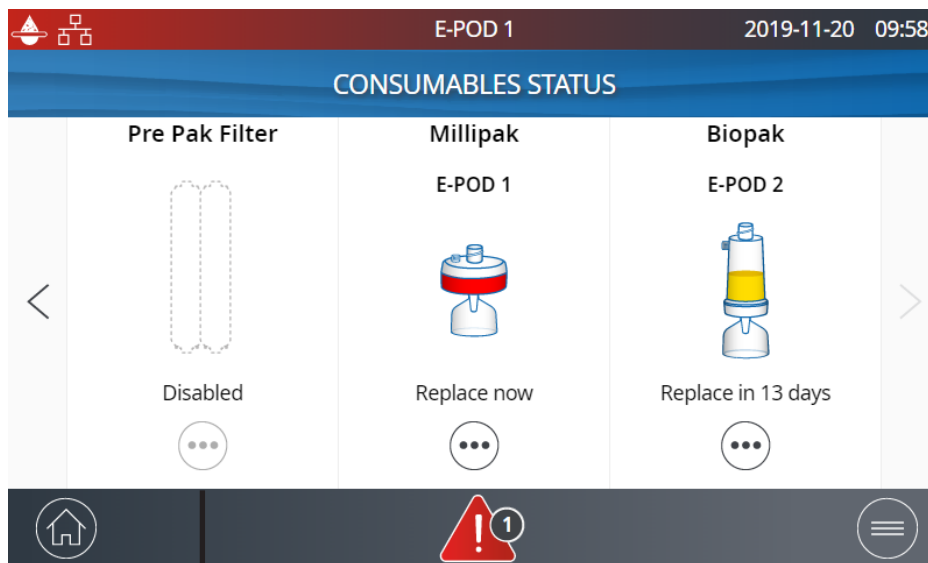 E-POD 1 2019-11-20 09:58
CONSUMABLES STATUS
Pre Pak Filter Millipak Biopak
E-POD 1 E-POD 2
Disabled Replace now Replace in 13 days
1